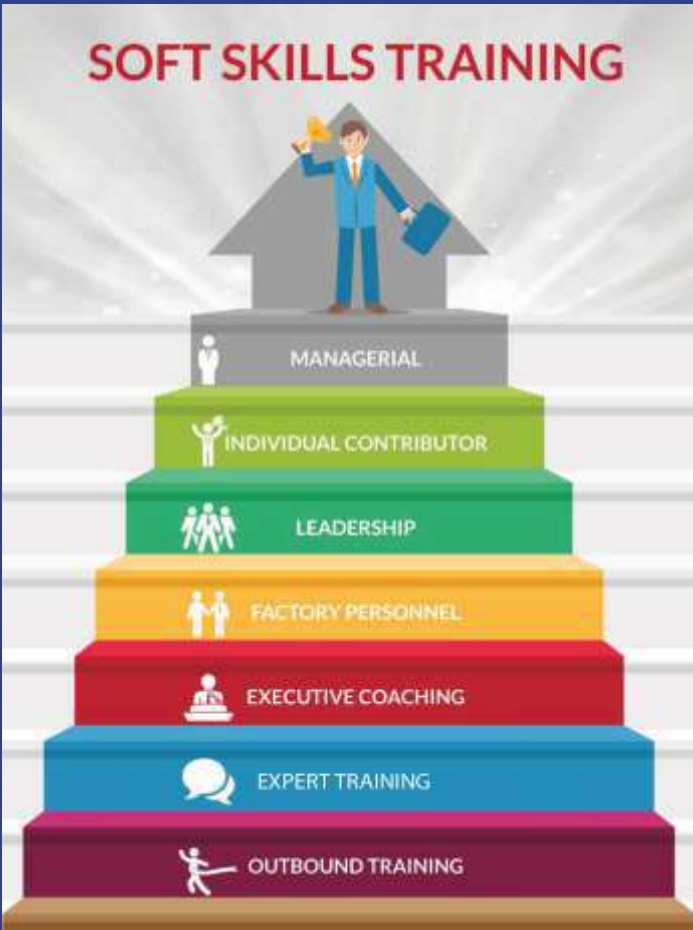 SOFT SKILLS TRAINING
MANAGERIAL
INDIVIDUAL CONTRIBUTOR
LEADERSHIP
FACTORY PERSONNEL
EXECUTIVE COACHING
EXPERT TRAINING
OUTBOUND TRAINING